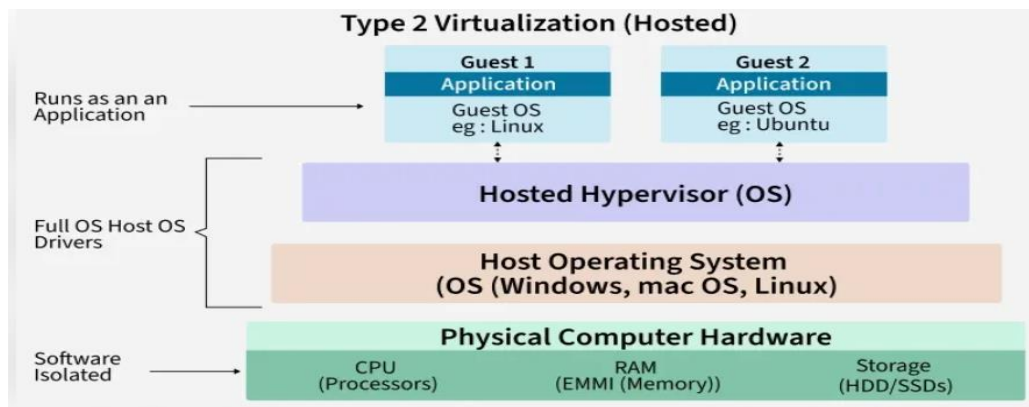 Type 2 Virtualization (Hosted)
Guest 1
Application
Guest OS
eg : Linux
Guest 2
Application
Guest OS
eg : Ubuntu
Runs as an an
Application
Hosted Hypervisor (OS)
Full OS Host OS
Drivers
Host Operating System
(OS (Windows, mac OS, Linux)
Physical Computer Hardware
Software
Isolated
CPU
(Processors)
RAM
(EMMI (Memory))
Storage
(HDD/SSDs)